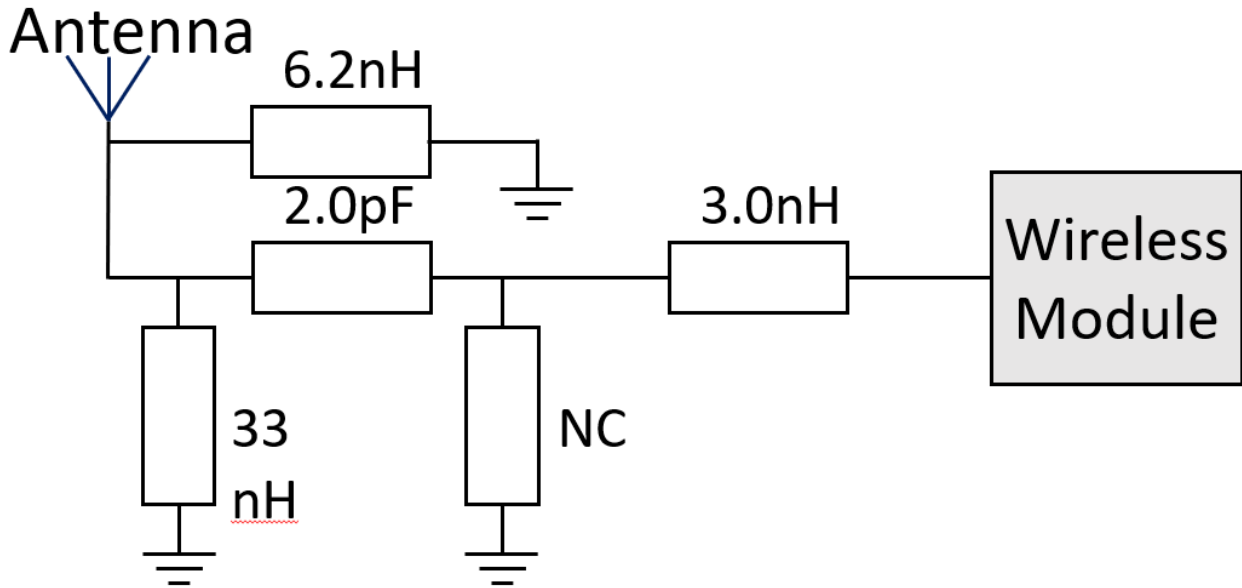 Antenna
6.2nH
2.0pF
3.0nH
Wireless
Module
33
nH
NC